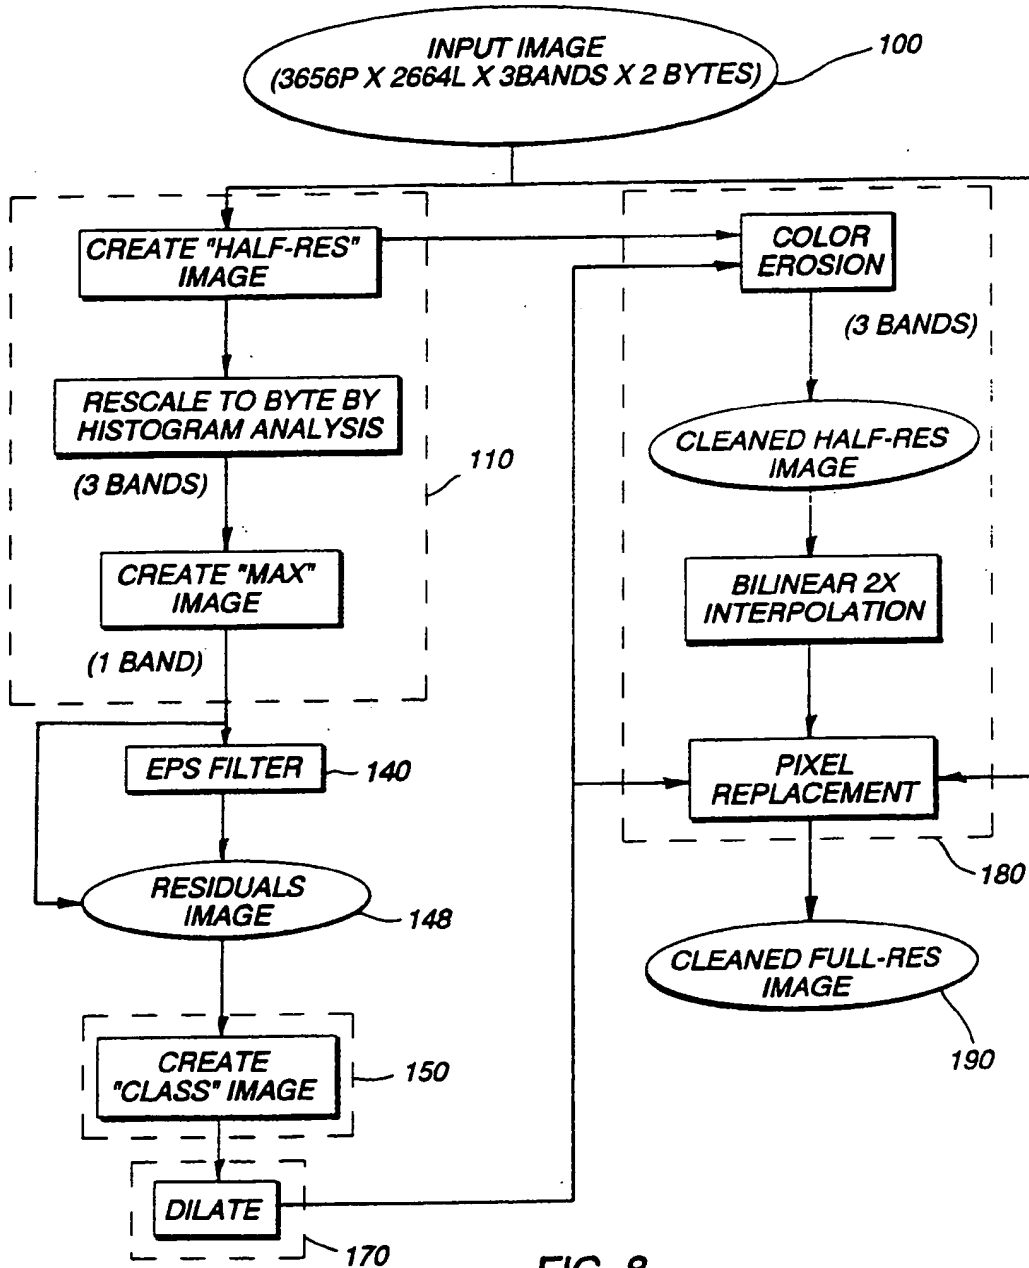 INPUT IMAGE
(3656P X 2664L X 3BANDS X 2 BYTES)
100
CREATE "HALF-RES"
IMAGE
RESCALE TO BYTE BY
HISTOGRAM ANALYSIS
(3 BANDS)
110
CREATE "MAX"
IMAGE
(1 BAND)
EPS FILTER
140
RESIDUALS
IMAGE
148
CREATE
"CLASS" IMAGE
150
DILATE
170
COLOR
EROSION
(3 BANDS)
CLEANED HALF-RES
IMAGE
BILINEAR 2X
INTERPOLATION
PIXEL
REPLACEMENT
180
CLEANED FULL-RES
IMAGE
190